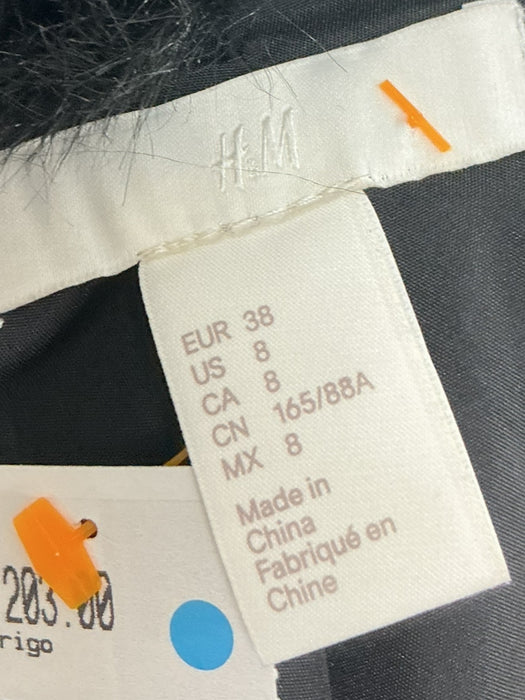 H&M
EUR 38
US 8
CA 8
CN 165/88A
MX 8
Made in
China
Fabriqué en
Chine
203.00
rigo